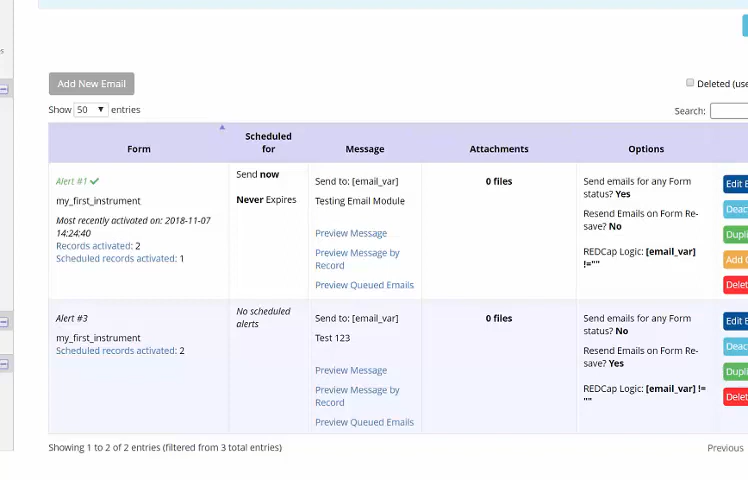 s
Add New Email
Deleted (use
Show 50 entries
Search:
Form
Scheduled
for
Message
Attachments
Options
Alert #1
my_first_instrument
Most recently activated on: 2018-11-07
14:24:40
Records activated: 2
Scheduled records activated: 1
Send now
Never Expires
Send to: [email_var]
Testing Email Module
Preview Message
Preview Message by
Record
Preview Queued Emails
0 files
Send emails for any Form
status? Yes
Resend Emails on Form Re-
save? No
REDCap Logic: [email_var]
!=""
Edit E
Deac
Dupli
Add C
Delet
Alert #3
my_first_instrument
Scheduled records activated: 2
No scheduled
alerts
Send to: [email_var]
Test 123
Preview Message
Preview Message by
Record
Preview Queued Emails
0 files
Send emails for any Form
status? No
Resend Emails on Form Re-
save? Yes
REDCap Logic: [email_var] !=
""
Edit E
Deac
Dupli
Delet
Showing 1 to 2 of 2 entries (filtered from 3 total entries)
Previous